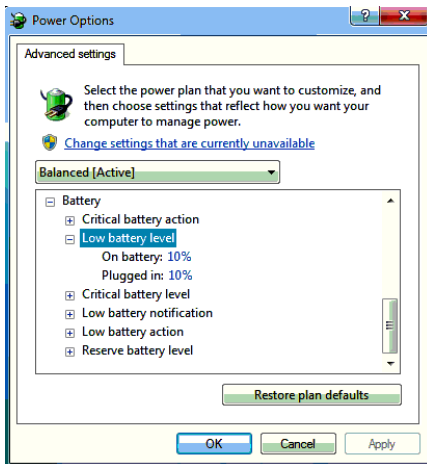 Power Options
Advanced settings
Select the power plan that you want to customize, and
then choose settings that reflect how you want your
computer to manage power.
Change settings that are currently unavailable
Balanced [Active]
Battery
Critical battery action
Low battery level
On battery: 10%
Plugged in: 10%
Critical battery level
Low battery notification
Low battery action
Reserve battery level
Restore plan defaults
OK Cancel Apply